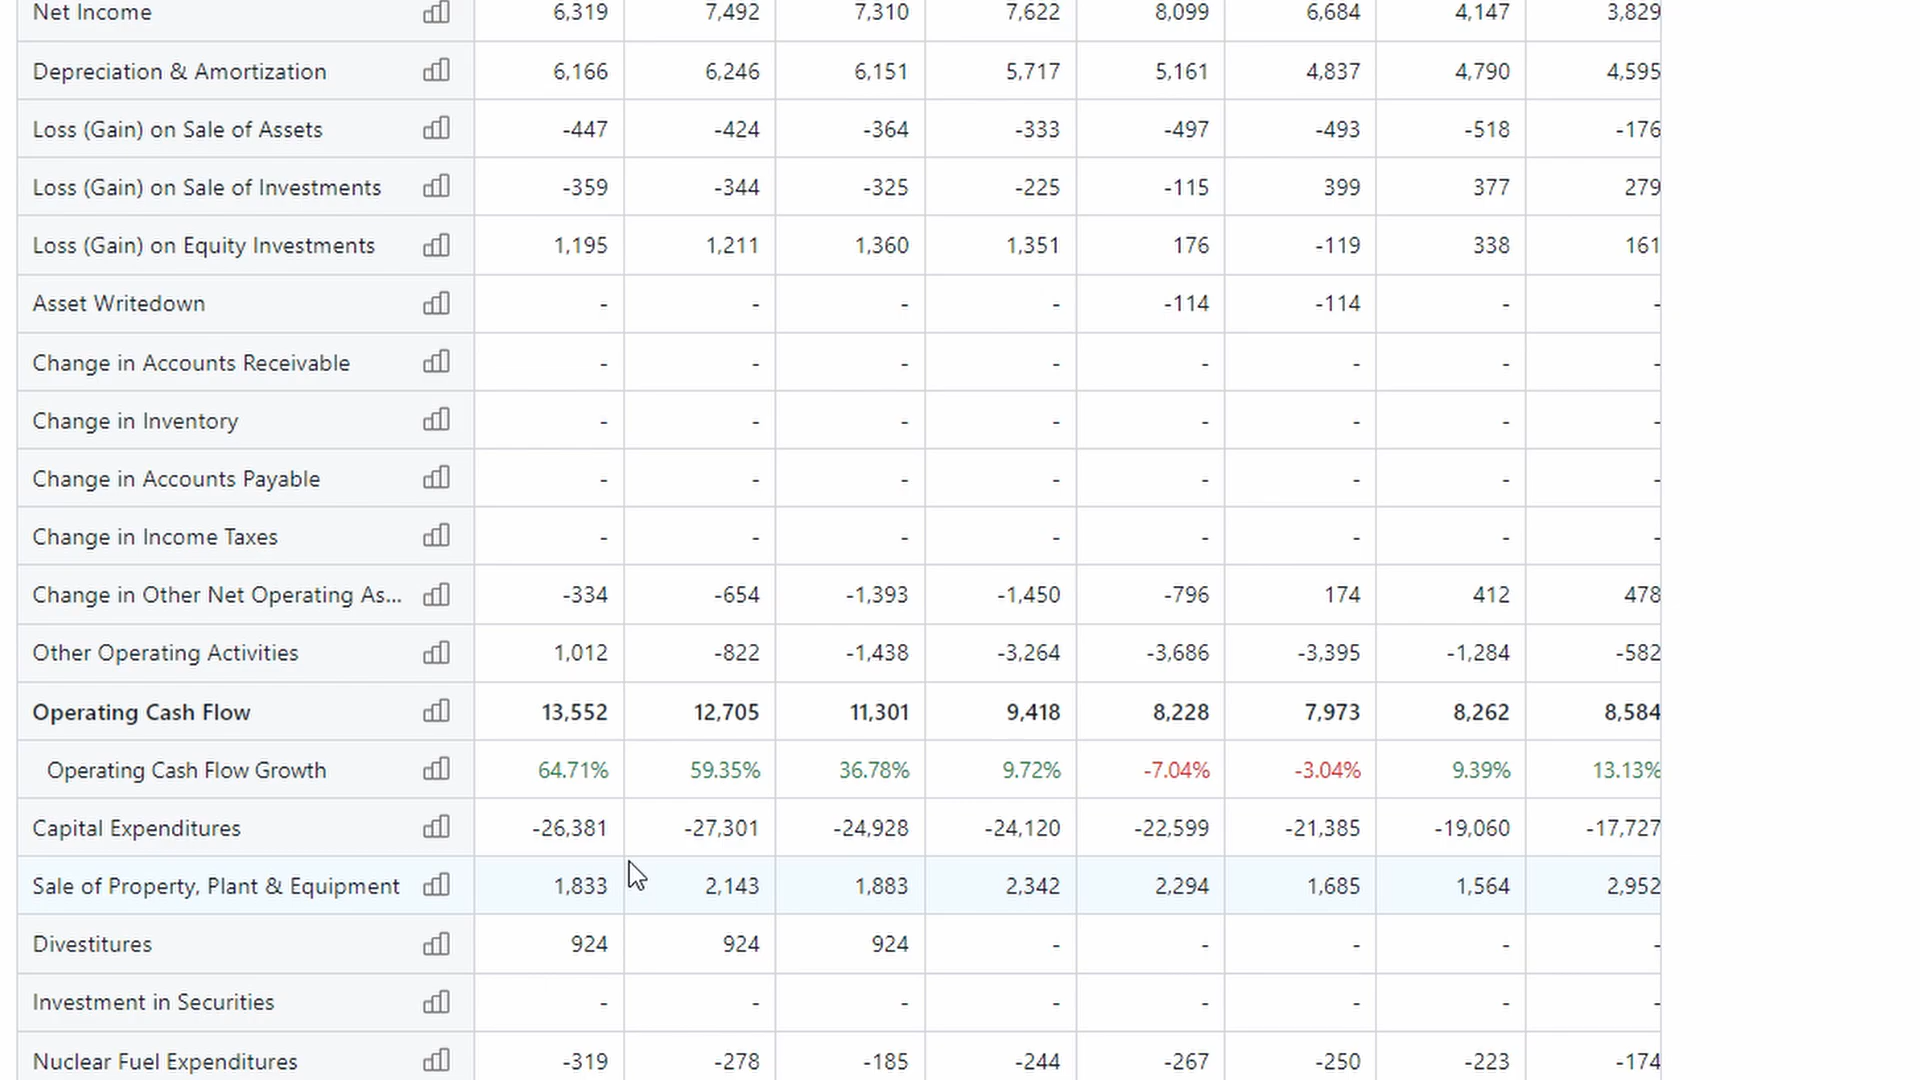 Net Income 6,319 7,492 7,310 7,622 8,099 6,684 4,147 3,829
Depreciation & Amortization 6,166 6,246 6,151 5,717 5,161 4,837 4,790 4,595
Loss (Gain) on Sale of Assets -447 -424 -364 -333 -497 -493 -518 -176
Loss (Gain) on Sale of Investments -359 -344 -325 -225 -115 399 377 279
Loss (Gain) on Equity Investments 1,195 1,211 1,360 1,351 176 -119 338 161
Asset Writedown - - - - -114 -114 - -
Change in Accounts Receivable - - - - - - - -
Change in Inventory - - - - - - - -
Change in Accounts Payable - - - - - - - -
Change in Income Taxes - - - - - - - -
Change in Other Net Operating As... -334 -654 -1,393 -1,450 -796 174 412 478
Other Operating Activities 1,012 -822 -1,438 -3,264 -3,686 -3,395 -1,284 -582
Operating Cash Flow 13,552 12,705 11,301 9,418 8,228 7,973 8,262 8,584
Operating Cash Flow Growth 64.71% 59.35% 36.78% 9.72% -7.04% -3.04% 9.39% 13.13%
Capital Expenditures -26,381 -27,301 -24,928 -24,120 -22,599 -21,385 -19,060 -17,727
Sale of Property, Plant & Equipment 1,833 2,143 1,883 2,342 2,294 1,685 1,564 2,952
Divestitures 924 924 924 - - - - -
Investment in Securities - - - - - - - -
Nuclear Fuel Expenditures -319 -278 -185 -244 -267 -250 -223 -174